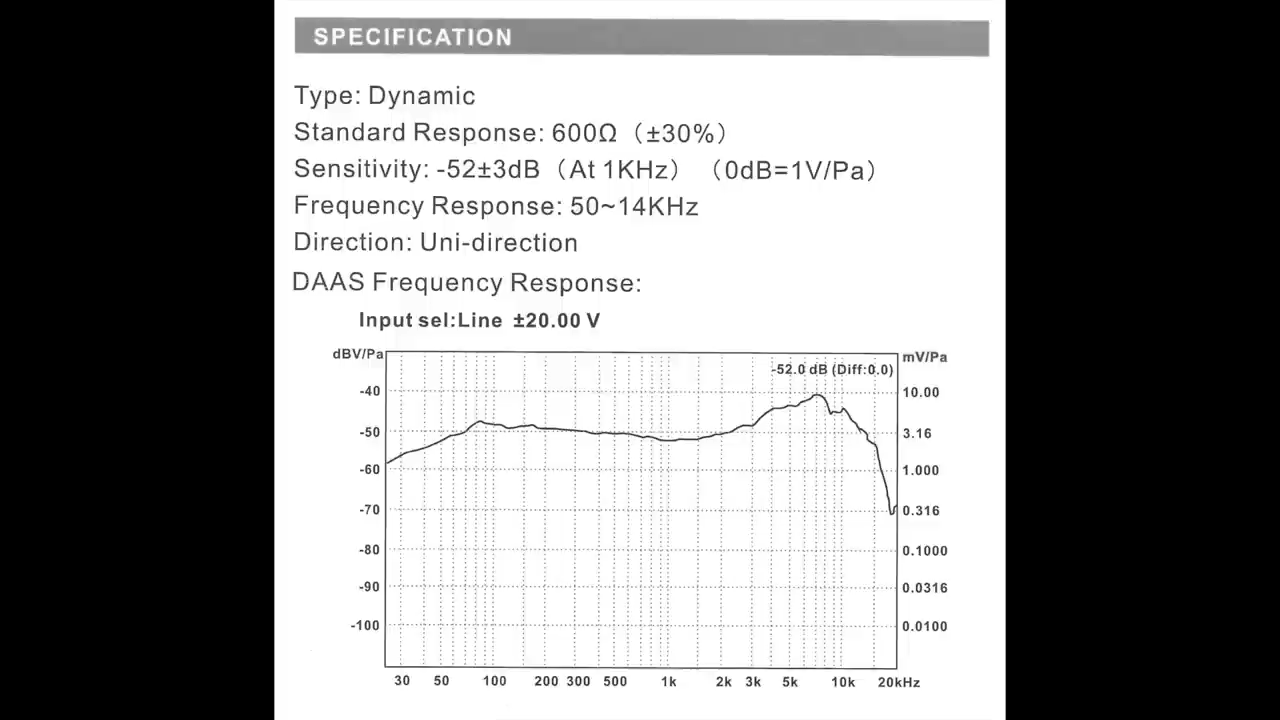 SPECIFICATION
Type: Dynamic
Standard Response: 600Ω（±30%）
Sensitivity: -52±3dB（At 1KHz）（0dB=1V/Pa）
Frequency Response: 50~14KHz
Direction: Uni-direction
DAAS Frequency Response:
Input sel:Line ±20.00 V
dBV/Pa mV/Pa
-52.0 dB (Diff:0.0)
-40 10.00
-50 3.16
-60 1.000
-70 0.316
-80 0.1000
-90 0.0316
-100 0.0100
30 50 100 200 300 500 1k 2k 3k 5k 10k 20kHz